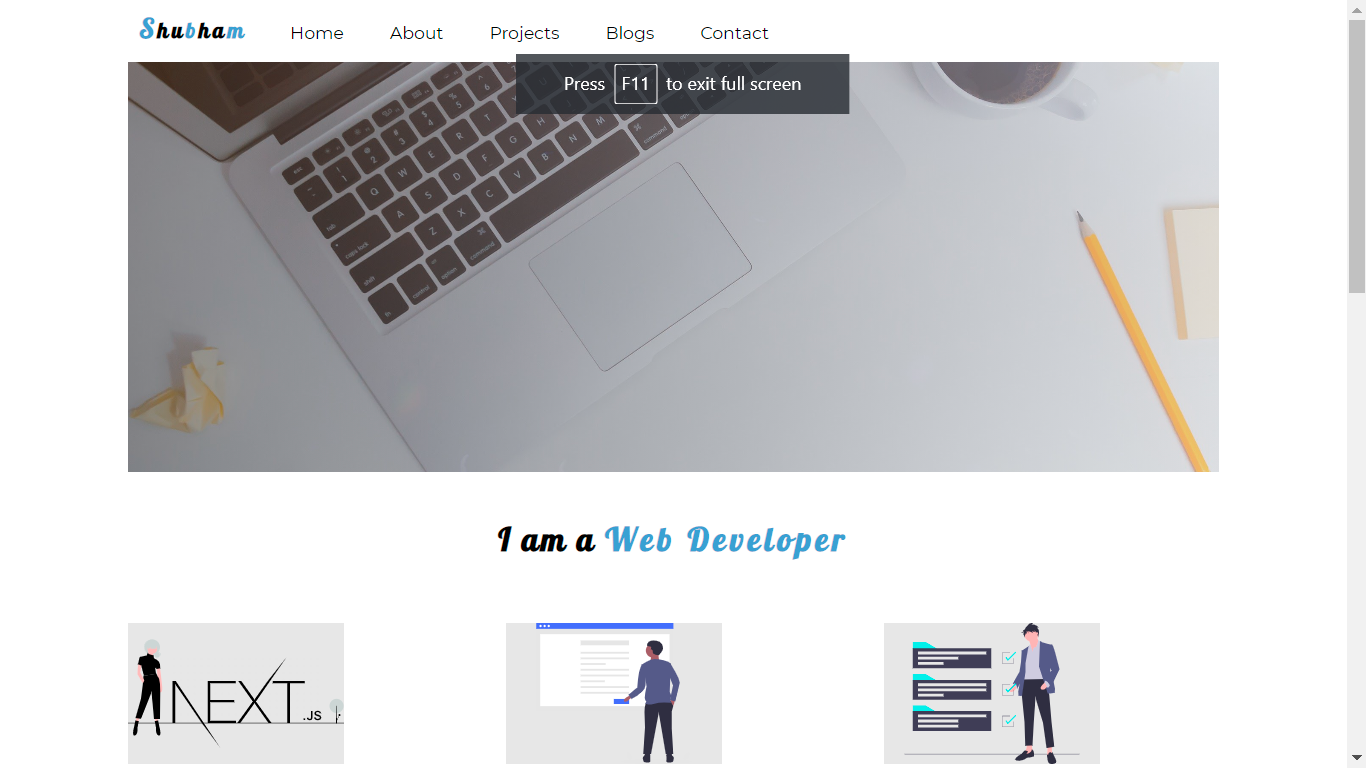 Shubham Home About Projects Blogs Contact
Press F11 to exit full screen
I am a Web Developer
NEXT.JS